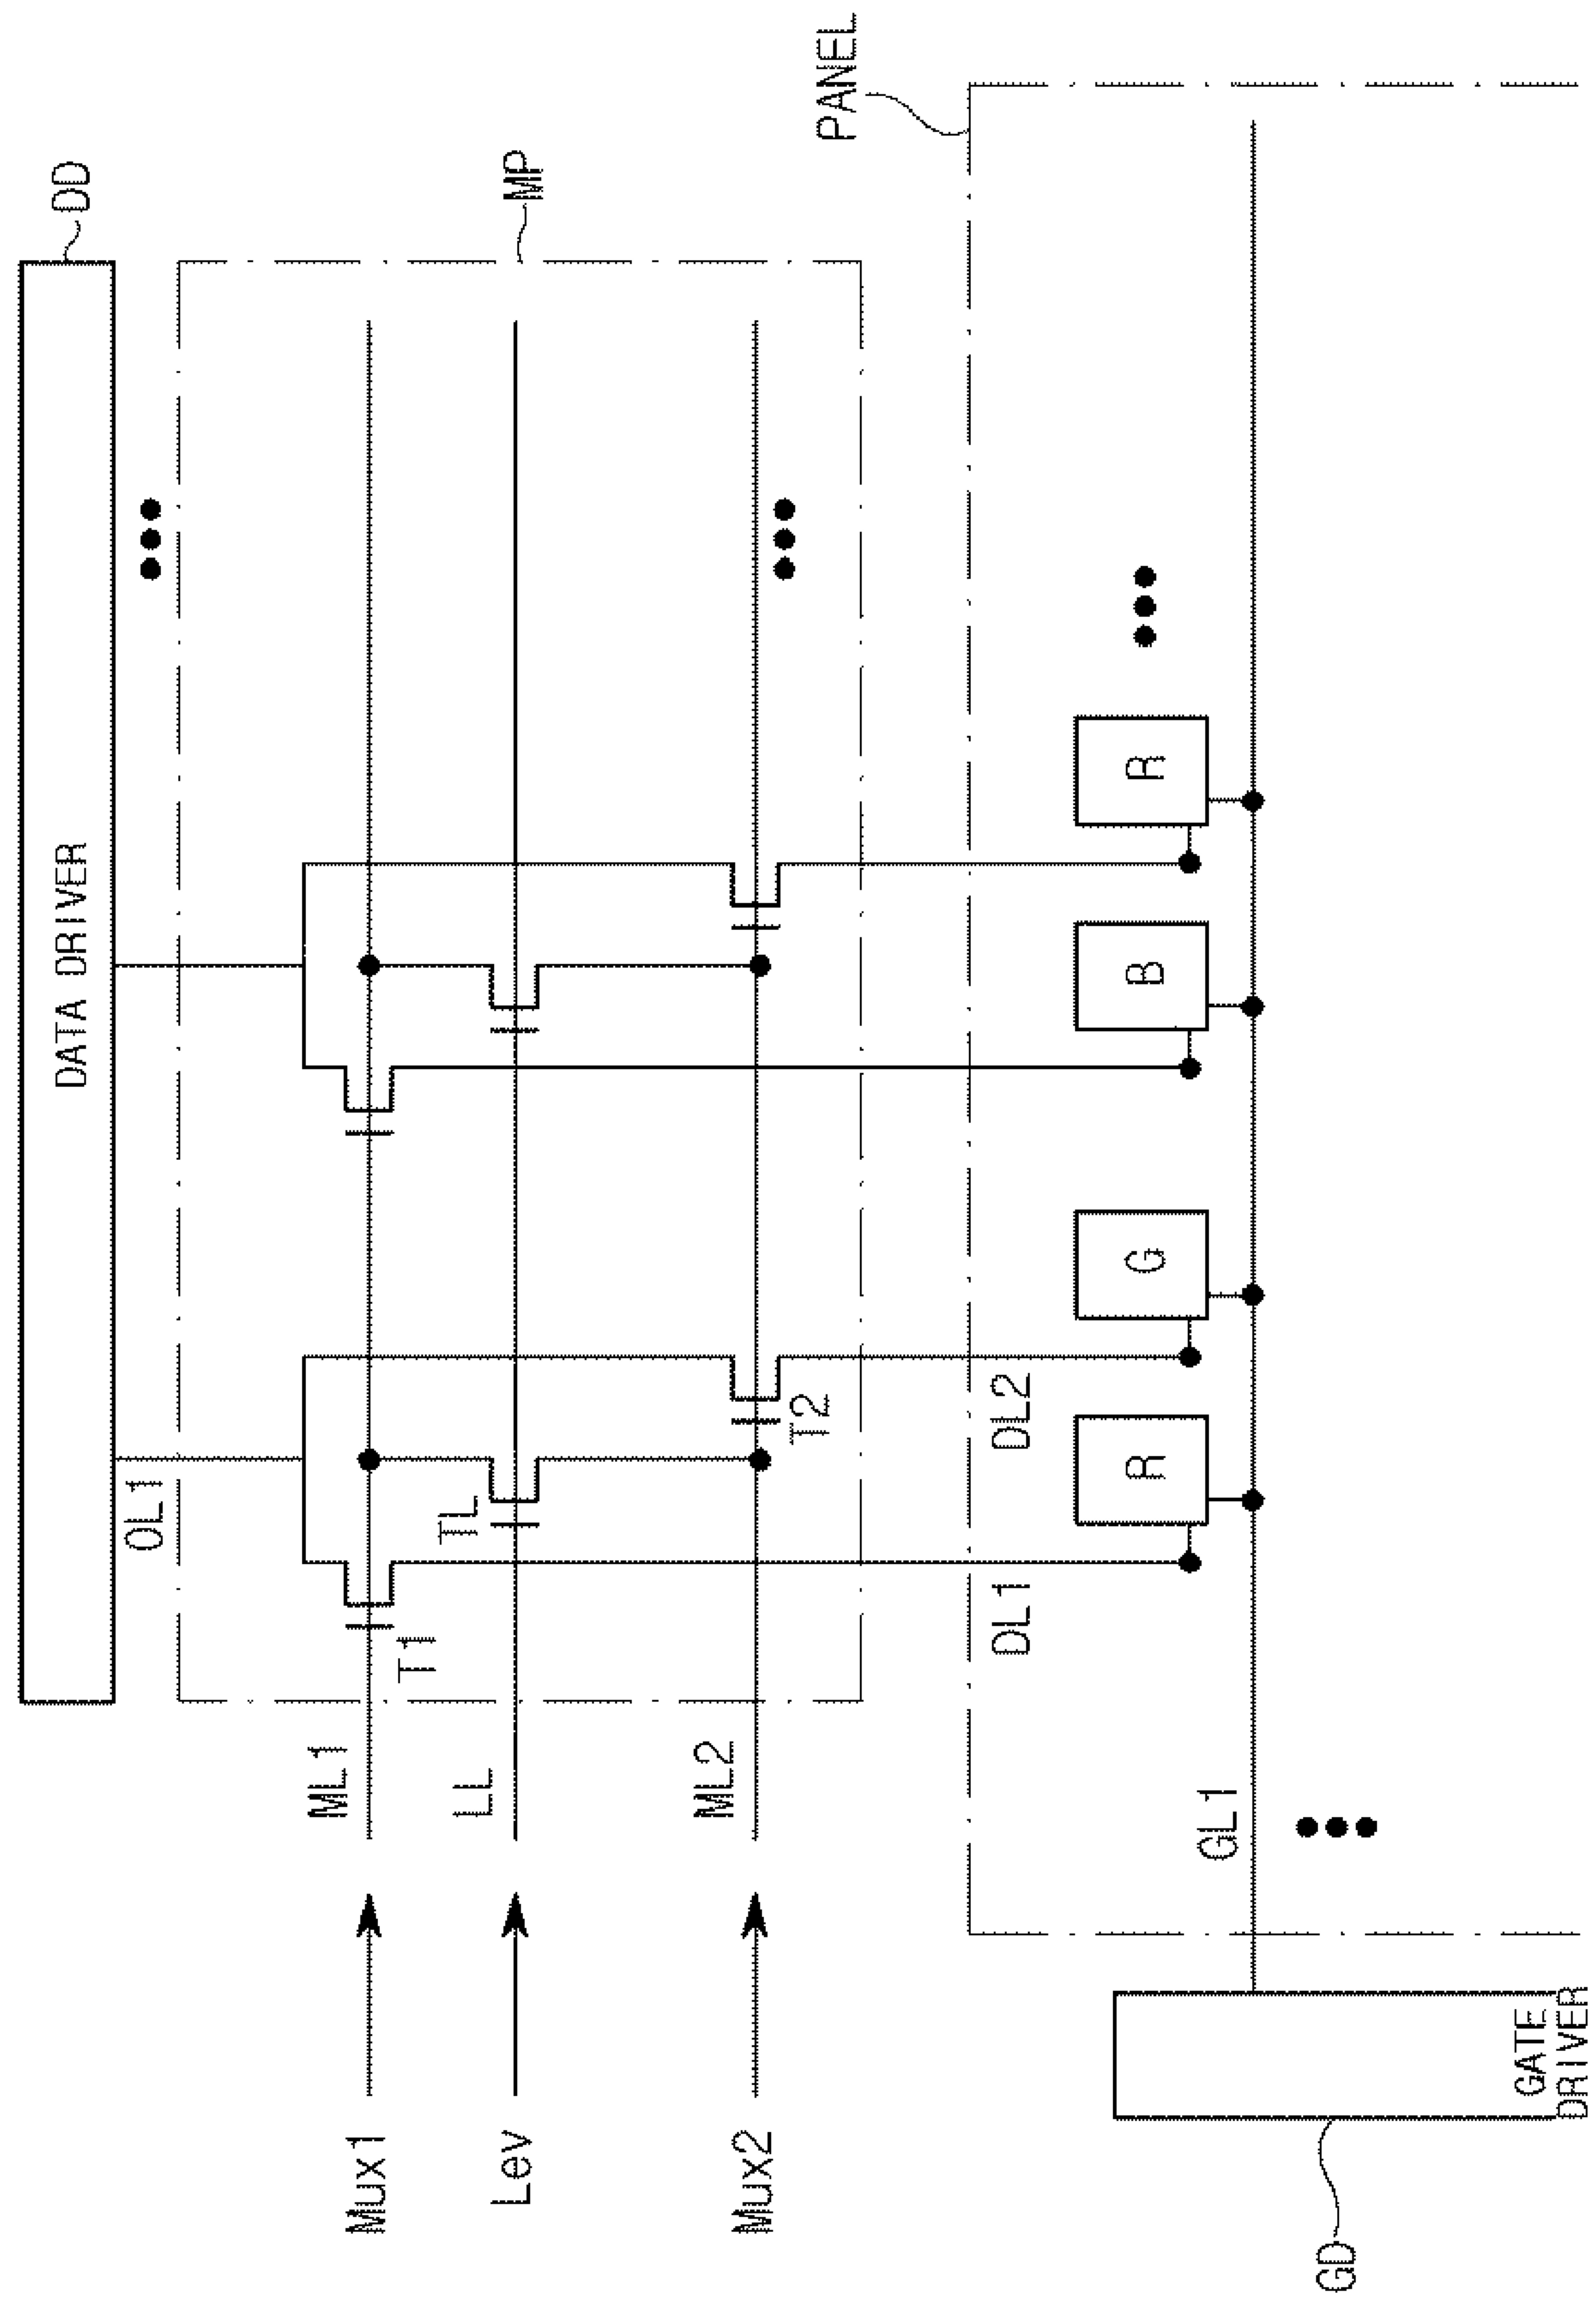 DATA DRIVER
DD
OL1
MP
Mux1
ML1
T1
Lev
LL
TL
Mux2
ML2
T2
PANEL
DL1
DL2
R
G
B
R
GL1
GD
GATE
DRIVER